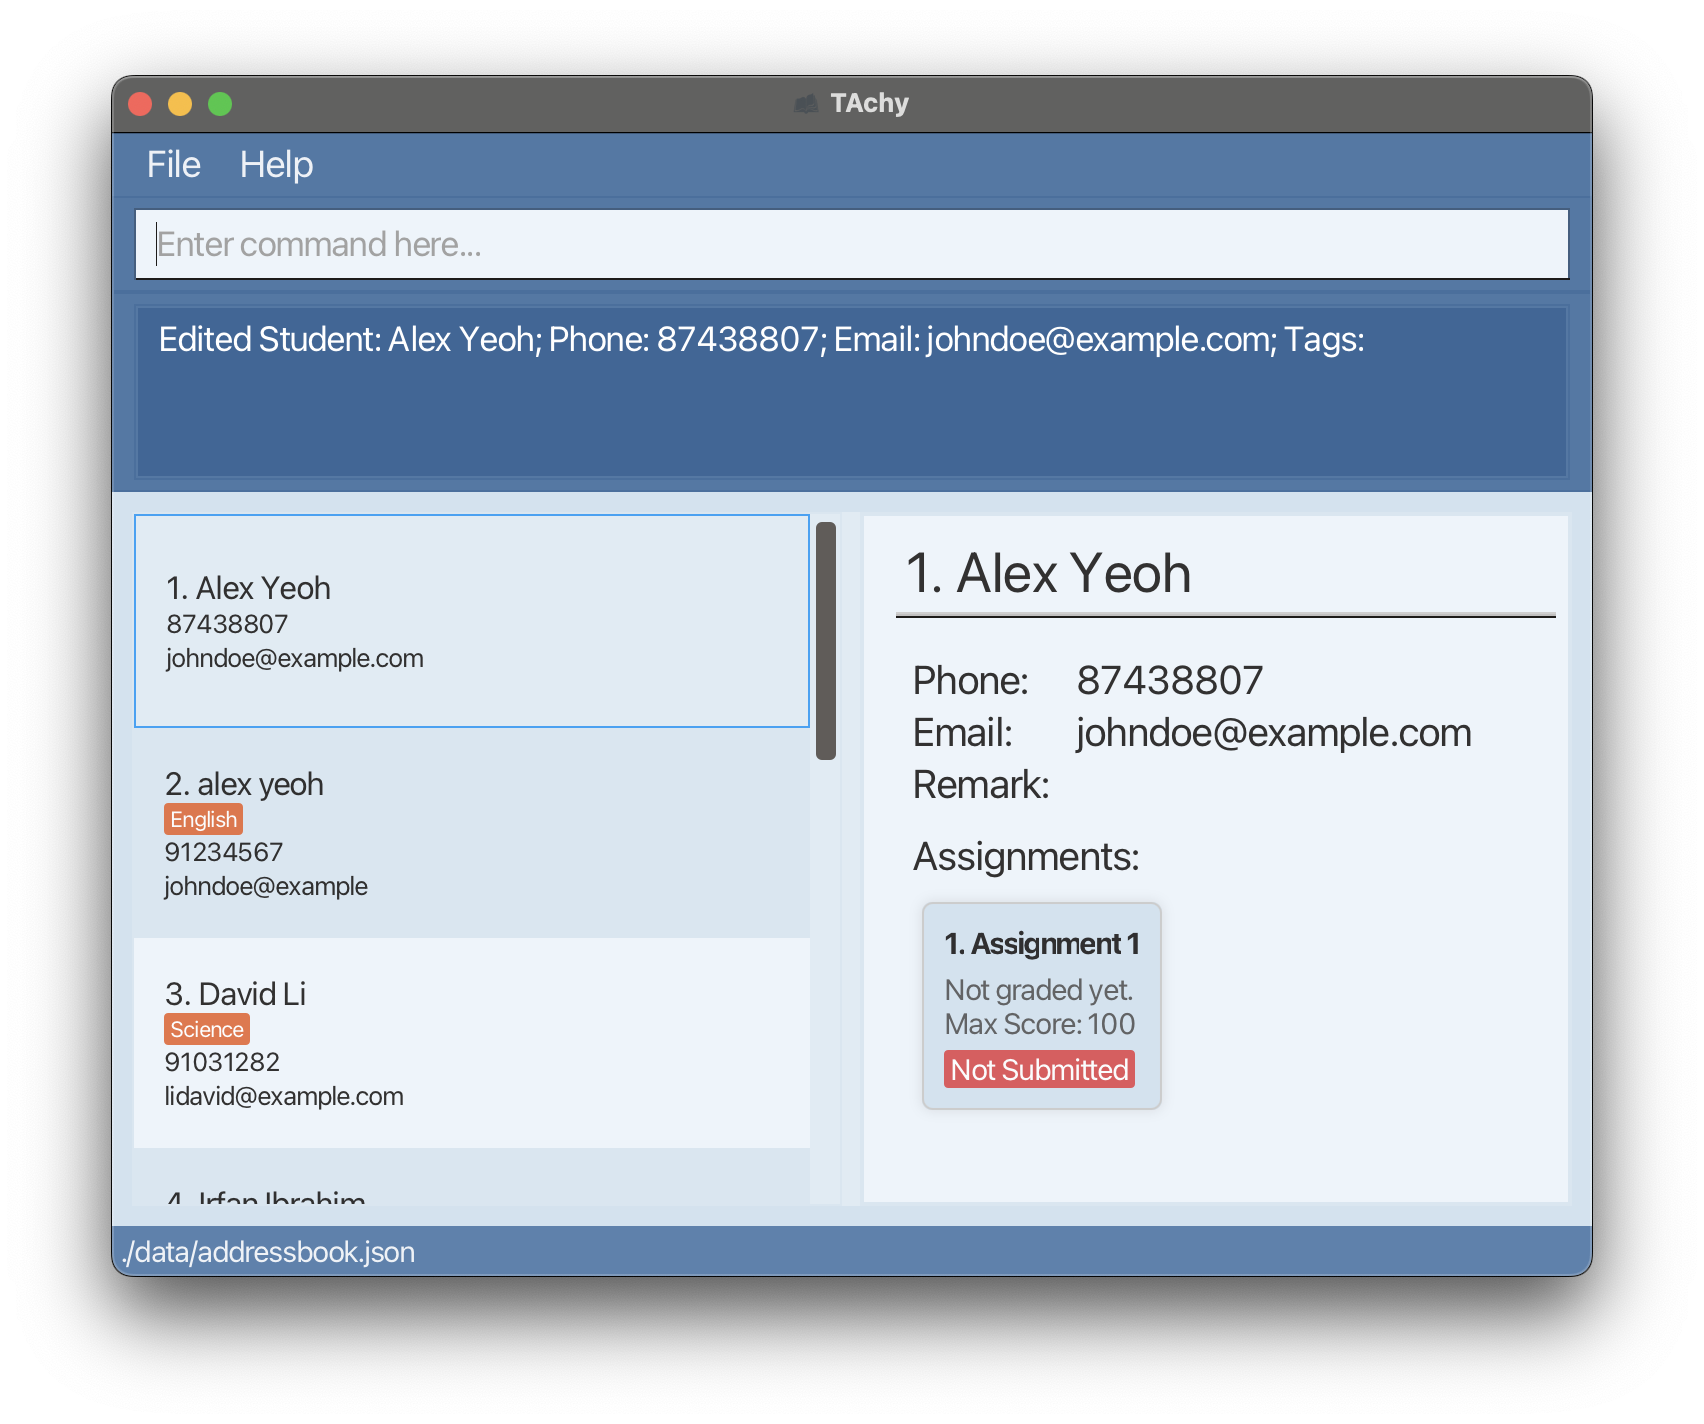 TAchy
File Help
Enter command here...
Edited Student: Alex Yeoh; Phone: 87438807; Email: johndoe@example.com; Tags:
1. Alex Yeoh
87438807
johndoe@example.com
2. alex yeoh
English
91234567
johndoe@example
3. David Li
Science
91031282
lidavid@example.com
4. Irfan Ibrahim
1. Alex Yeoh
Phone: 87438807
Email: johndoe@example.com
Remark:
Assignments:
1. Assignment 1
Not graded yet.
Max Score: 100
Not Submitted
./data/addressbook.json